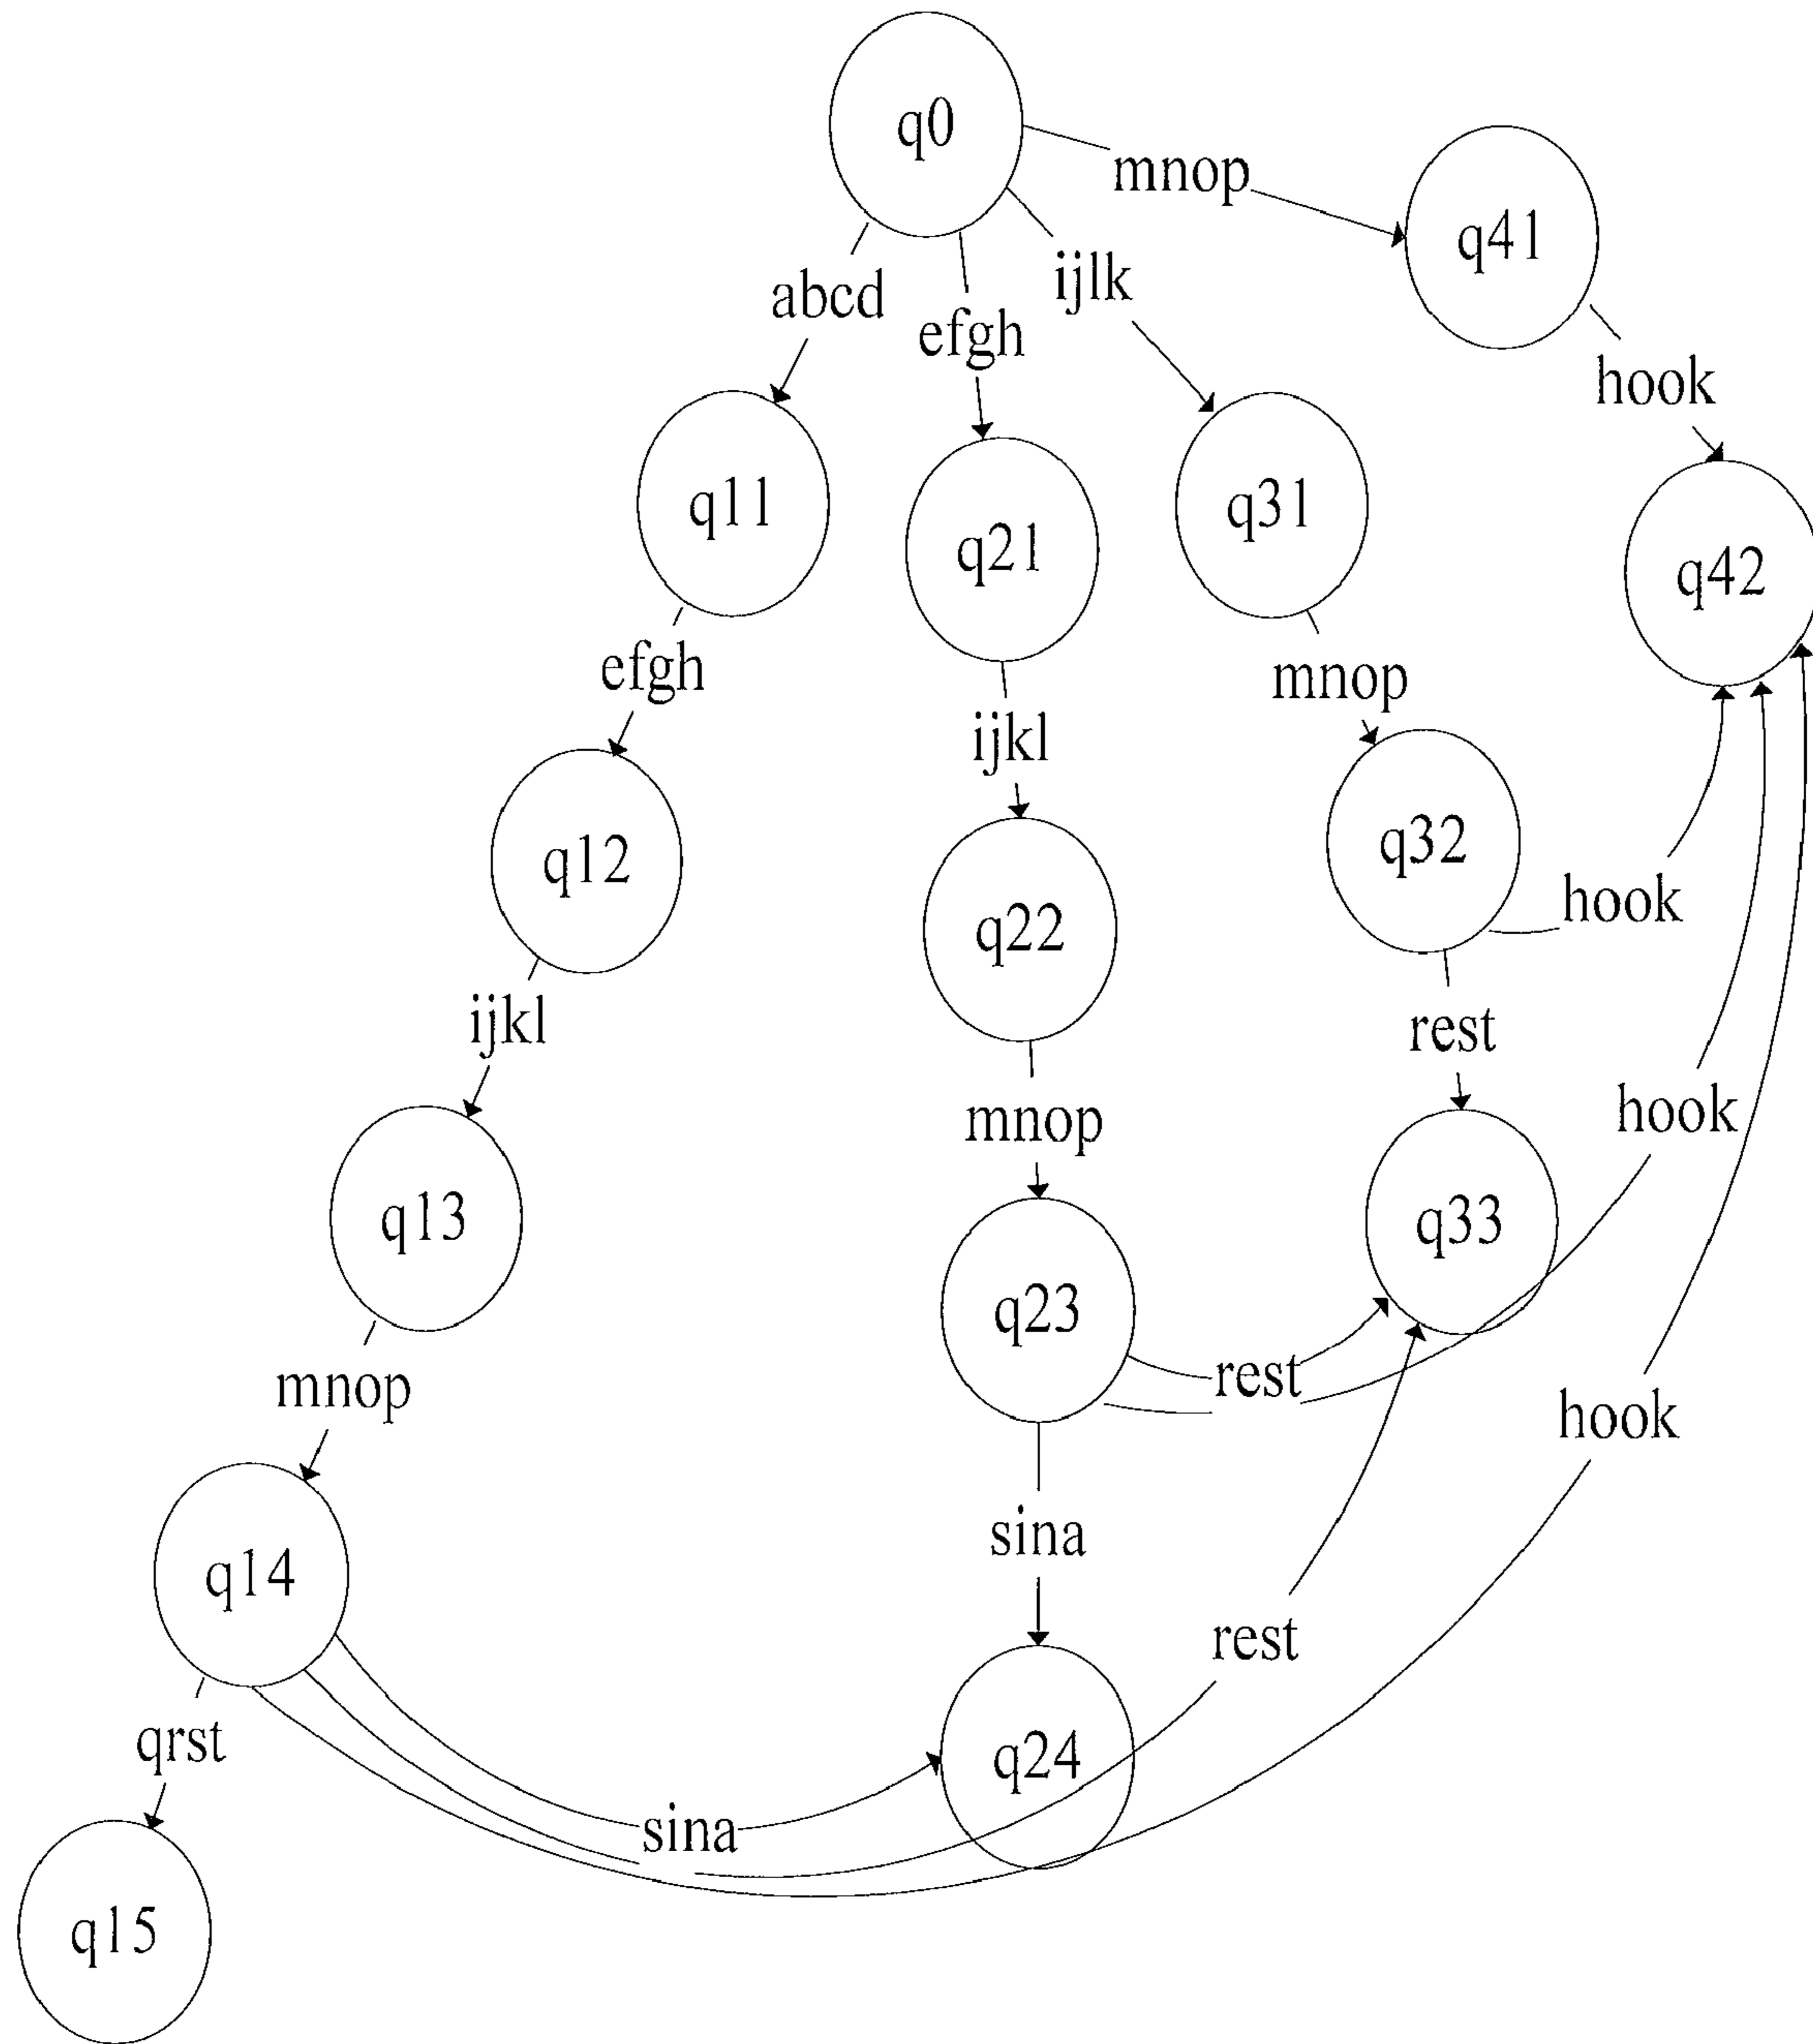 q0
mnop
q41
ijlk
abcd
efgh
hook
q11
q31
q21
q42
efgh
mnop
ijkl
q32
q12
hook
q22
ijkl
rest
hook
mnop
q13
q33
q23
rest
mnop
hook
sina
q14
rest
qrst
q24
sina
q15